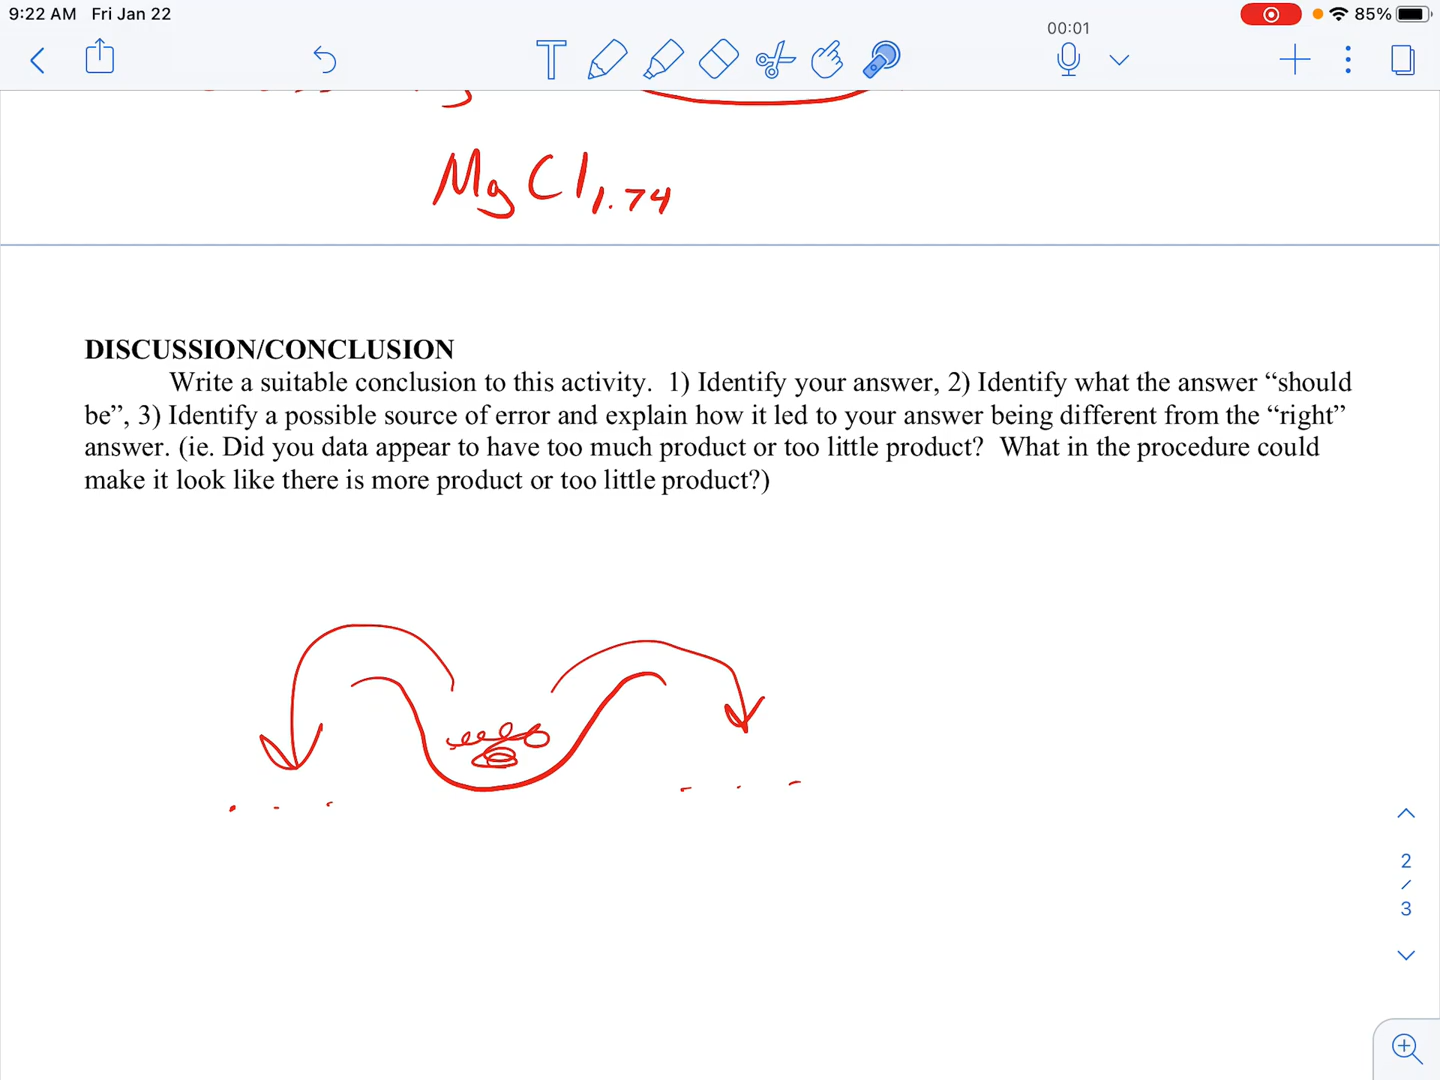 9:22 AM Fri Jan 22
85%
00:01
T
MgCl1.74
DISCUSSION/CONCLUSION
Write a suitable conclusion to this activity. 1) Identify your answer, 2) Identify what the answer “should
be”, 3) Identify a possible source of error and explain how it led to your answer being different from the “right”
answer. (ie. Did you data appear to have too much product or too little product? What in the procedure could
make it look like there is more product or too little product?)
2
/
3